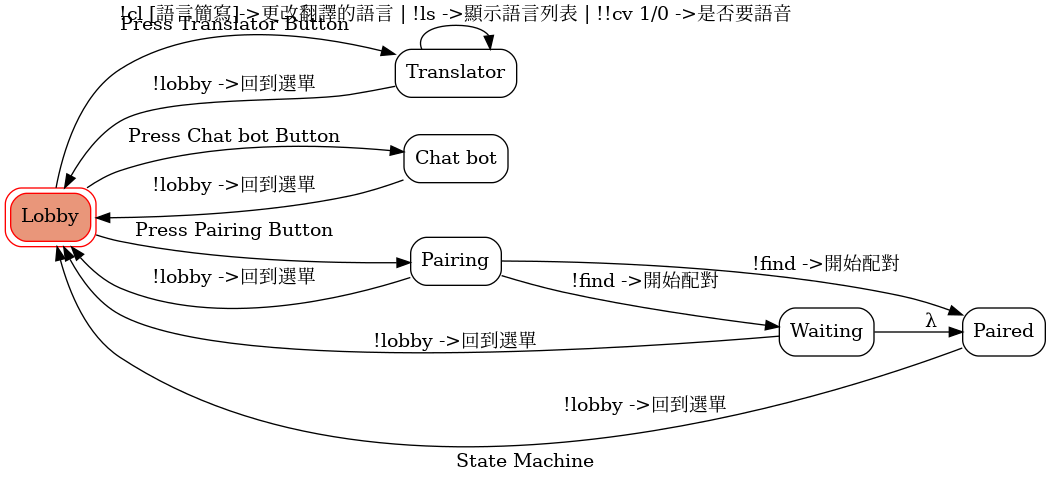 !cl [語言簡寫]->更改翻譯的語言 | !ls ->顯示語言列表 | !!cv 1/0 ->是否要語音
Press Translator Button
Translator
!lobby ->回到選單
Press Chat bot Button
Chat bot
!lobby ->回到選單
Lobby
Press Pairing Button
Pairing
!lobby ->回到選單
!find ->開始配對
!find ->開始配對
Waiting
λ
Paired
!lobby ->回到選單
!lobby ->回到選單
State Machine